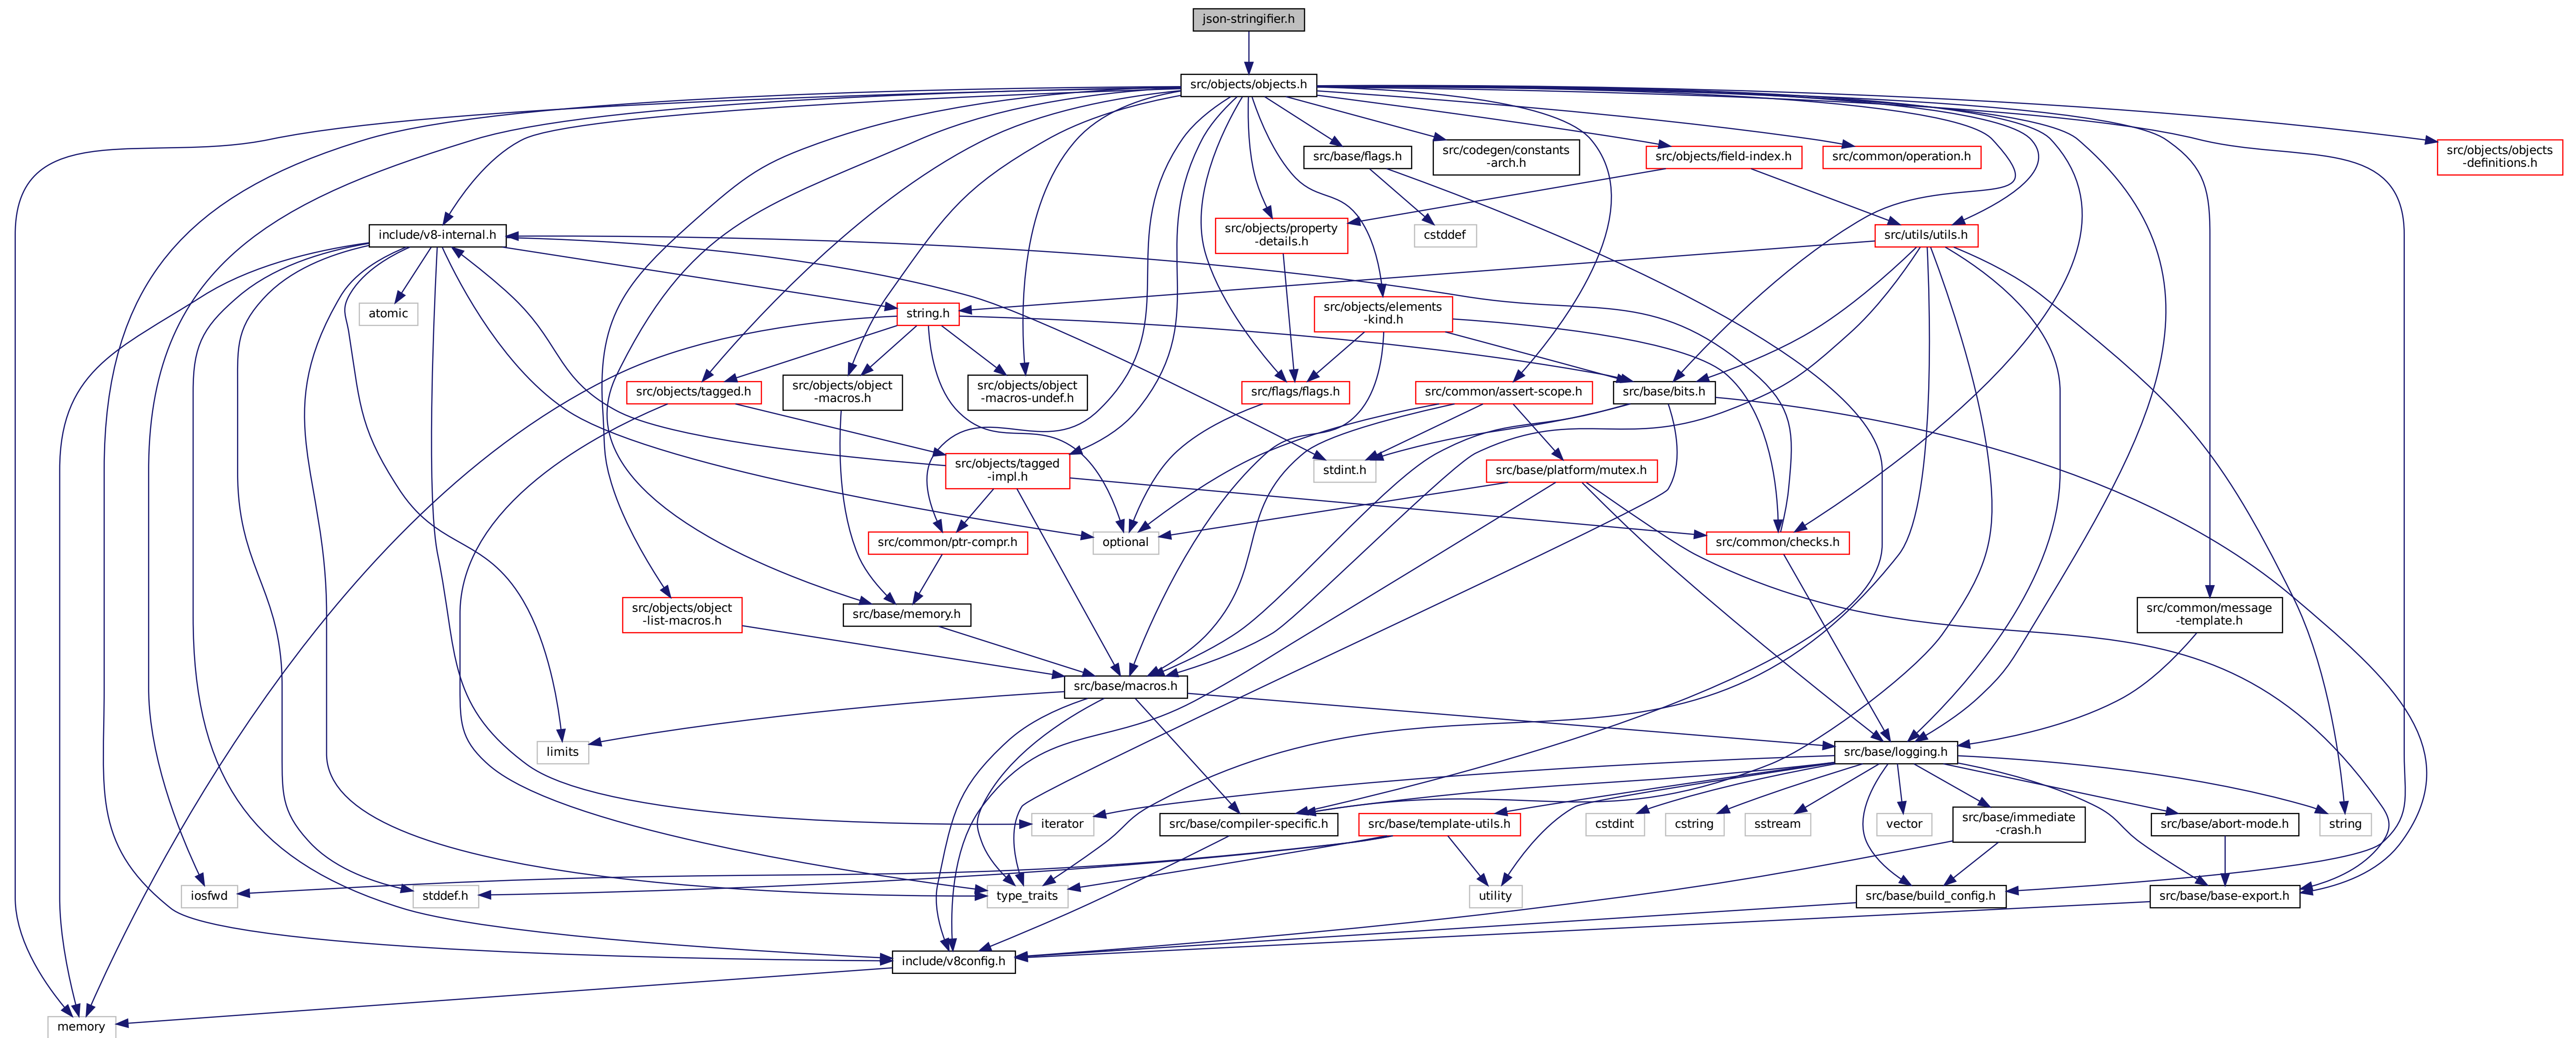 json-stringifier.h
src/objects/objects.h
src/base/flags.h
src/codegen/constants
-arch.h
src/objects/field-index.h
src/common/operation.h
src/objects/objects
-definitions.h
include/v8-internal.h
src/objects/property
-details.h
cstddef
src/utils/utils.h
atomic
string.h
src/objects/elements
-kind.h
src/objects/tagged.h
src/objects/object
-macros.h
src/objects/object
-macros-undef.h
src/flags/flags.h
src/common/assert-scope.h
src/base/bits.h
src/objects/tagged
-impl.h
stdint.h
src/base/platform/mutex.h
src/common/ptr-compr.h
optional
src/common/checks.h
src/objects/object
-list-macros.h
src/base/memory.h
src/common/message
-template.h
src/base/macros.h
limits
src/base/logging.h
iterator
src/base/compiler-specific.h
src/base/template-utils.h
cstdint
cstring
sstream
vector
src/base/immediate
-crash.h
src/base/abort-mode.h
string
iosfwd
stddef.h
type_traits
utility
src/base/build_config.h
src/base/base-export.h
include/v8config.h
memory